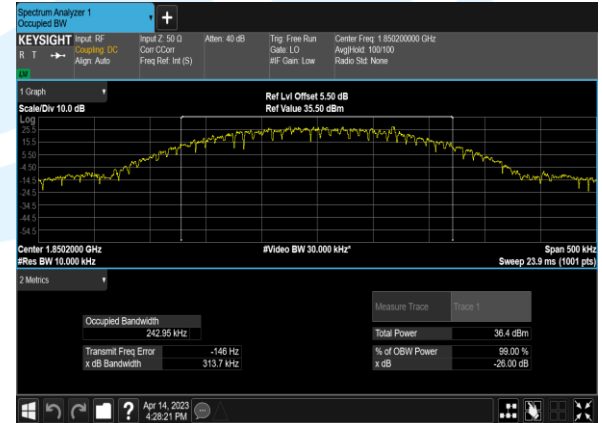 Spectrum Analyzer 1
Occupied BW
+
KEYSIGHT
R T
Input: RF
Coupling: DC
Align: Auto
Input Z: 50 Ω
Corr CCorr
Freq Ref: Int (S)
Atten: 40 dB
Trig: Free Run
Gate: LO
#IF Gain: Low
Center Freq: 1.850200000 GHz
Avg|Hold: 100/100
Radio Std: None
1 Graph
Scale/Div 10.0 dB
Ref Lvl Offset 5.50 dB
Ref Value 35.50 dBm
Log
25.5
15.5
5.50
-4.50
-14.5
-24.5
-34.5
-44.5
-54.5
Center 1.8502000 GHz
#Res BW 10.000 kHz
#Video BW 30.000 kHz*
Span 500 kHz
Sweep 23.9 ms (1001 pts)
2 Metrics
Measure Trace
Trace 1
Occupied Bandwidth
242.95 kHz
Total Power
36.4 dBm
Transmit Freq Error
-146 Hz
% of OBW Power
99.00 %
x dB Bandwidth
313.7 kHz
x dB
-26.00 dB
?
Apr 14, 2023
4:28:21 PM